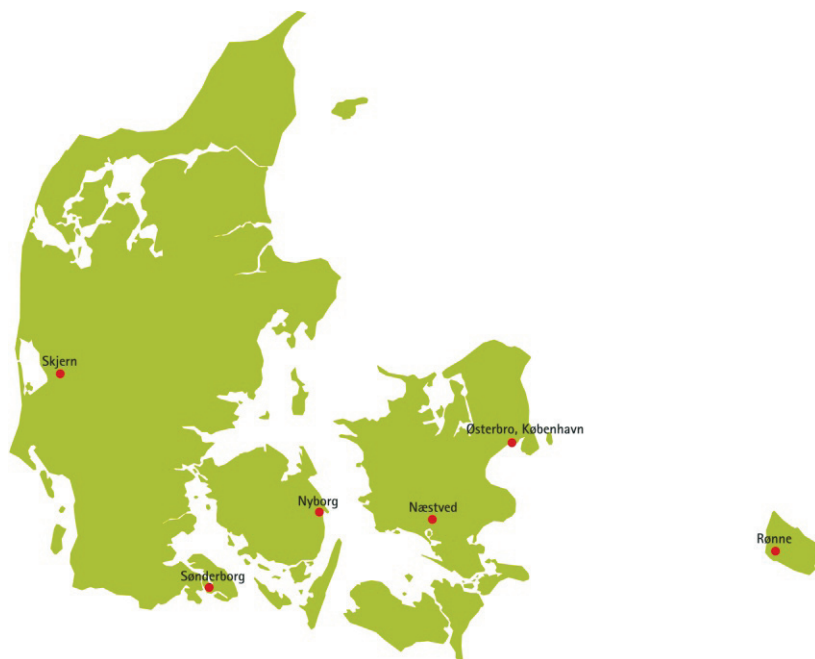 Skjern
Østerbro, København
Nyborg
Næstved
Rønne
Sønderborg